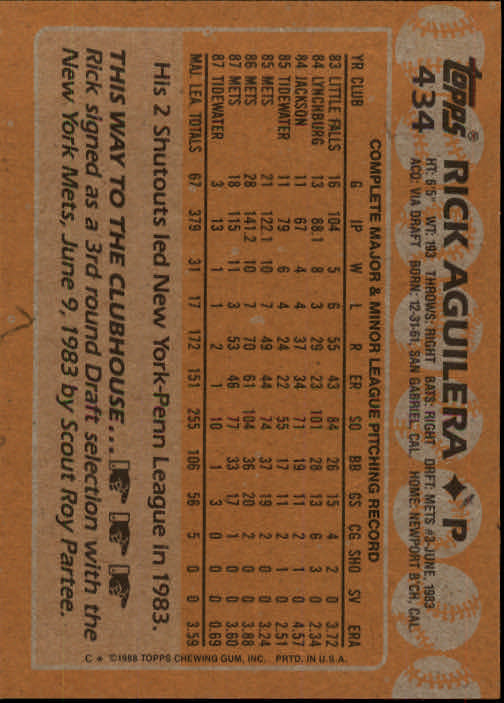 Topps® RICK AGUILERA P
434 HT: 6'5" WT: 193 THROWS: RIGHT BATS: RIGHT DRFT: METS #3-JUNE, 1983
ACQ: VIA DRAFT BORN: 12-31-61, SAN GABRIEL, CAL. HOME: NEWPORT B'CH, CAL.
COMPLETE MAJOR & MINOR LEAGUE PITCHING RECORD
YR CLUB G IP W L R ER SO BB GS CG SHO SV ERA
83 LITTLE FALLS 16 104 5 6 55 43 84 26 15 4 2 0 3.72
84 LYNCHBURG 13 88.1 8 3 29 23 101 28 13 6 3 0 2.34
84 JACKSON 11 67 4 4 37 34 71 19 11 2 1 0 4.57
85 TIDEWATER 11 79 6 4 24 22 55 17 11 2 1 0 2.51
85 METS 21 122.1 10 7 49 44 74 37 19 2 0 0 3.24
86 METS 28 141.2 10 7 70 61 104 36 20 2 0 0 3.88
87 METS 18 115 11 3 53 46 77 33 17 1 0 0 3.60
87 TIDEWATER 3 13 1 1 2 1 10 1 3 0 0 0 0.69
MAJ. LEA. TOTALS 67 379 31 17 172 151 255 106 56 5 0 0 3.59
His 2 Shutouts led New York-Penn League in 1983.
THIS WAY TO THE CLUBHOUSE...
Rick signed as a 3rd round Draft selection with the
New York Mets, June 9, 1983 by Scout Roy Partee.
C * ©1988 TOPPS CHEWING GUM, INC. PRTD. IN U.S.A.